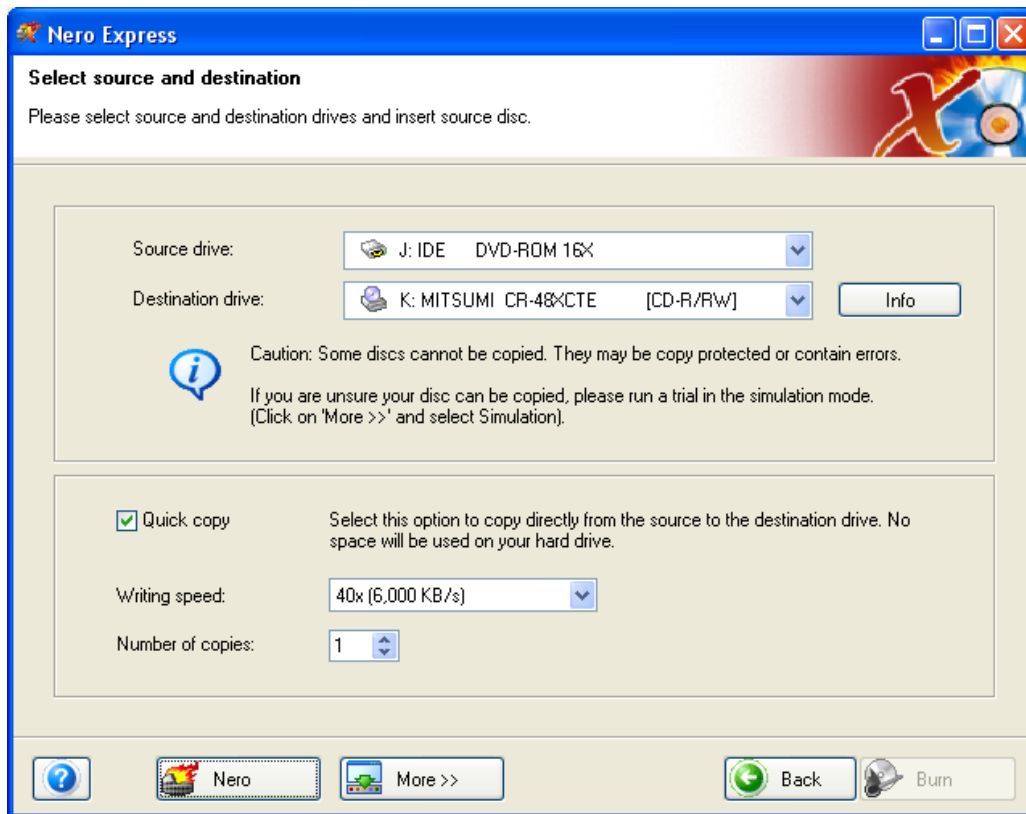 Nero Express
Select source and destination
Please select source and destination drives and insert source disc.
Source drive: J: IDE DVD-ROM 16X
Destination drive: K: MITSUMI CR-48XCTE [CD-R/RW] Info
Caution: Some discs cannot be copied. They may be copy protected or contain errors.
If you are unsure your disc can be copied, please run a trial in the simulation mode.
(Click on 'More >>' and select Simulation).
Quick copy Select this option to copy directly from the source to the destination drive. No
space will be used on your hard drive.
Writing speed: 40x (6,000 KB/s)
Number of copies: 1
Nero More >> Back Burn